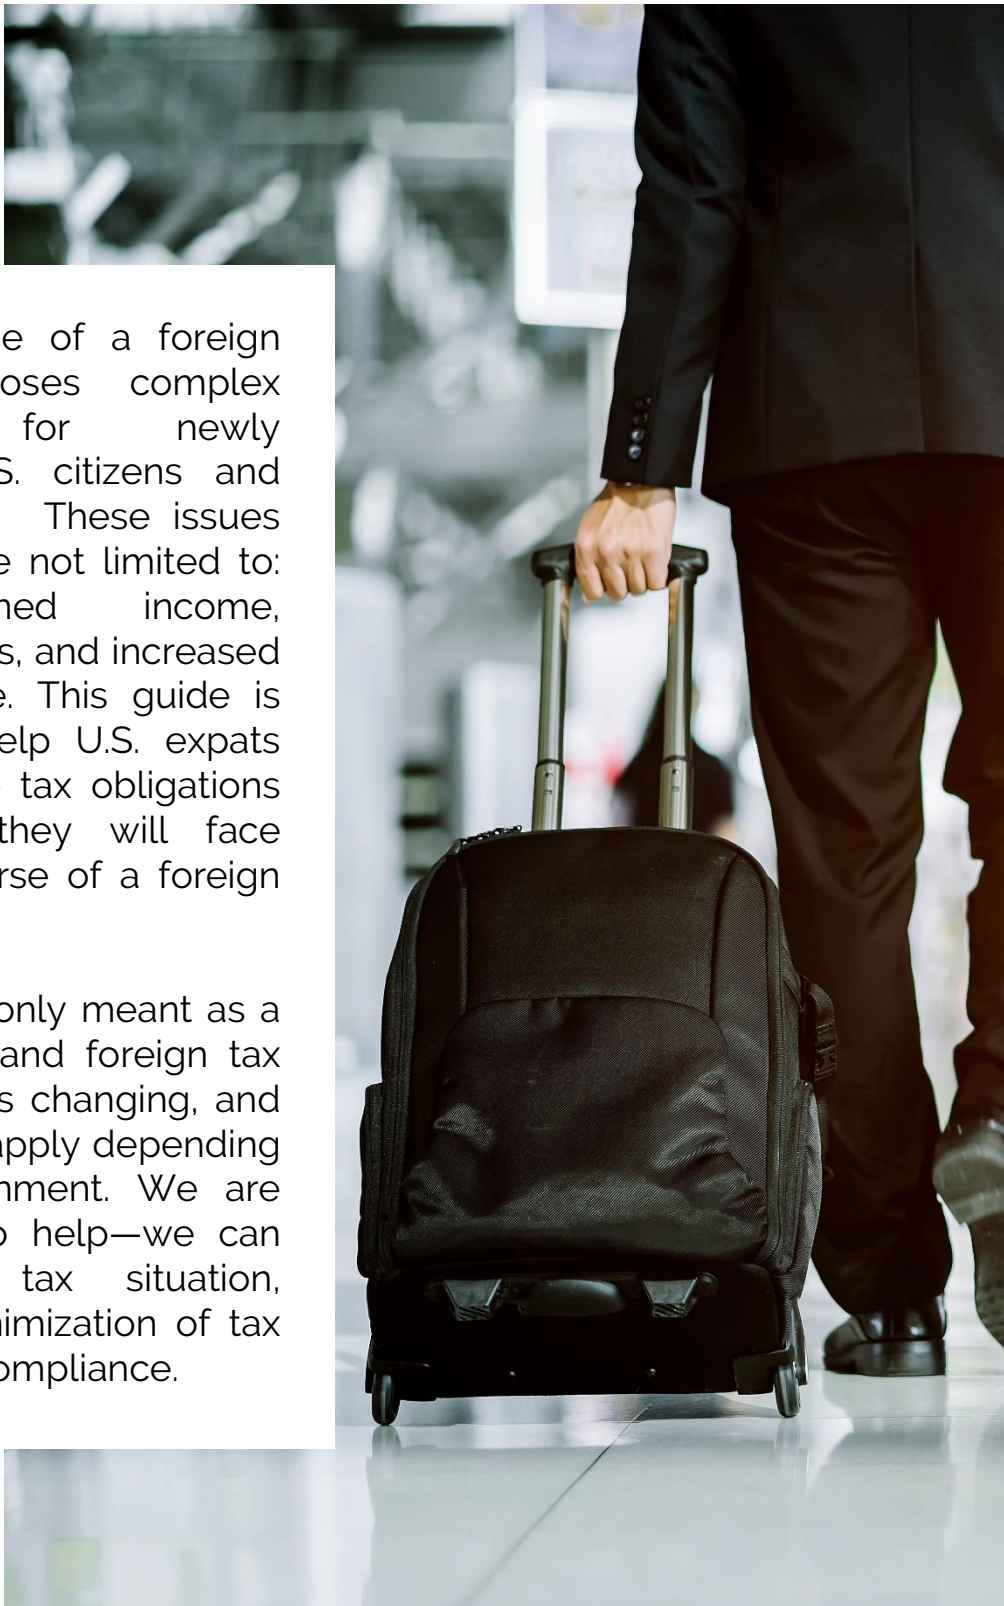 e of a foreign
oses complex
for newly
S. citizens and
These issues
e not limited to:
ned income,
s, and increased
e. This guide is
elp U.S. expats
tax obligations
they will face
rse of a foreign
only meant as a
and foreign tax
s changing, and
apply depending
nment. We are
o help—we can
tax situation,
nimization of tax
ompliance.